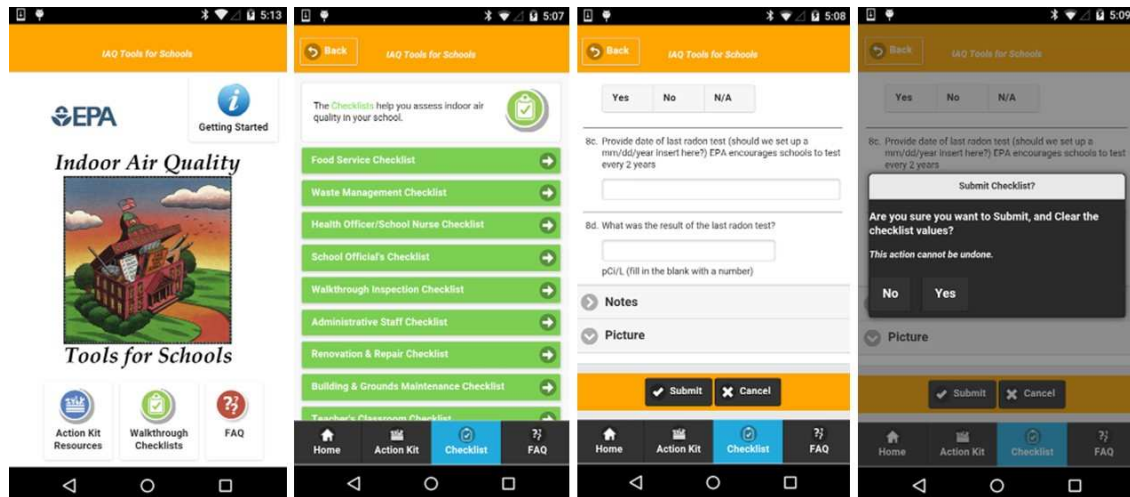 5:13
IAQ Tools for Schools
EPA
Getting Started
Indoor Air Quality
Tools for Schools
Action Kit
Resources
Walkthrough
Checklists
FAQ
5:07
Back
IAQ Tools for Schools
The Checklists help you assess indoor air
quality in your school.
Food Service Checklist
Waste Management Checklist
Health Officer/School Nurse Checklist
School Official's Checklist
Walkthrough Inspection Checklist
Administrative Staff Checklist
Renovation & Repair Checklist
Building & Grounds Maintenance Checklist
Teacher's Classroom Checklist
Home
Action Kit
Checklist
FAQ
5:08
Back
IAQ Tools for Schools
Yes
No
N/A
8c. Provide date of last radon test (should we set up a
mm/dd/year insert here?) EPA encourages schools to test
every 2 years
8d. What was the result of the last radon test?
pCi/L (fill in the blank with a number)
Notes
Picture
Submit
Cancel
Home
Action Kit
Checklist
FAQ
5:09
Back
IAQ Tools for Schools
Yes
No
N/A
8c. Provide date of last radon test (should we set up a
mm/dd/year insert here?) EPA encourages schools to test
every 2 years
Submit Checklist?
Are you sure you want to Submit, and Clear the
checklist values?
This action cannot be undone.
No
Yes
Picture
Submit
Cancel
Home
Action Kit
Checklist
FAQ